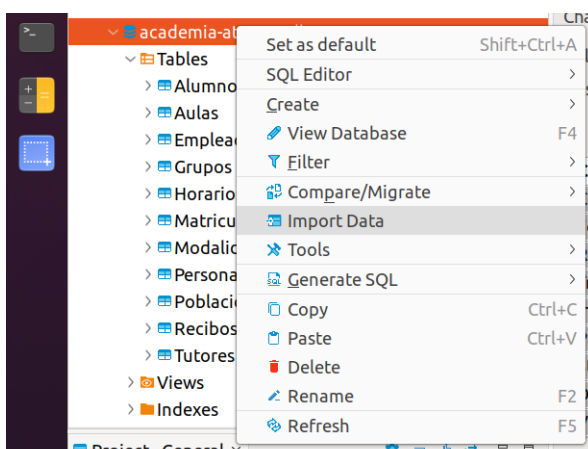 Cha
academia-at
Set as default Shift+Ctrl+A
Tables
SQL Editor
Alumno
Create
Aulas
View Database F4
Emplead
Filter
Grupos
Compare/Migrate
Horario
Import Data
Matricu
Tools
Modalid
Persona
Generate SQL
Poblacio
Copy Ctrl+C
Recibos
Paste Ctrl+V
Tutores
Delete
Views
Rename F2
Indexes
Refresh F5
Project - General